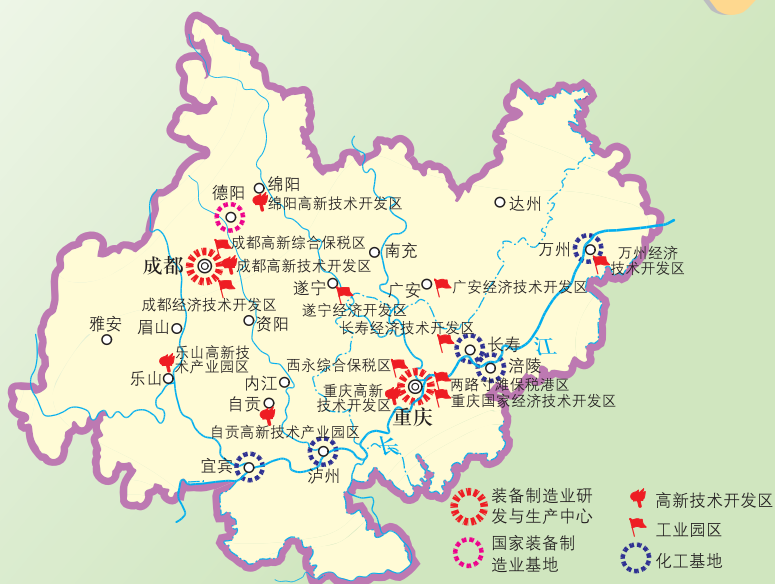 绵阳
德阳
绵阳高新技术开发区
达州
成都高新综合保税区
南充
万州
万州经济
技术开发区
成都
成都高新技术开发区
遂宁
广安
广安经济技术开发区
成都经济技术开发区
遂宁经济开发区
雅安
眉山
资阳
长寿经济技术开发区
长寿
江
乐山高新技
术产业园区
西永综合保税区
涪陵
乐山
内江
重庆高新
技术开发区
两路寸滩保税港区
自贡
重庆国家经济技术开发区
重庆
自贡高新技术产业园区
长
宜宾
泸州
装备制造业研
发与生产中心
高新技术开发区
工业园区
国家装备制
造业基地
化工基地